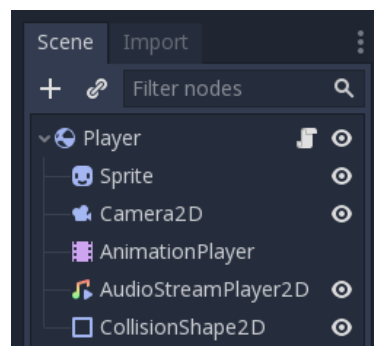 Scene Import
Filter nodes
Player
Sprite
Camera2D
AnimationPlayer
AudioStreamPlayer2D
CollisionShape2D